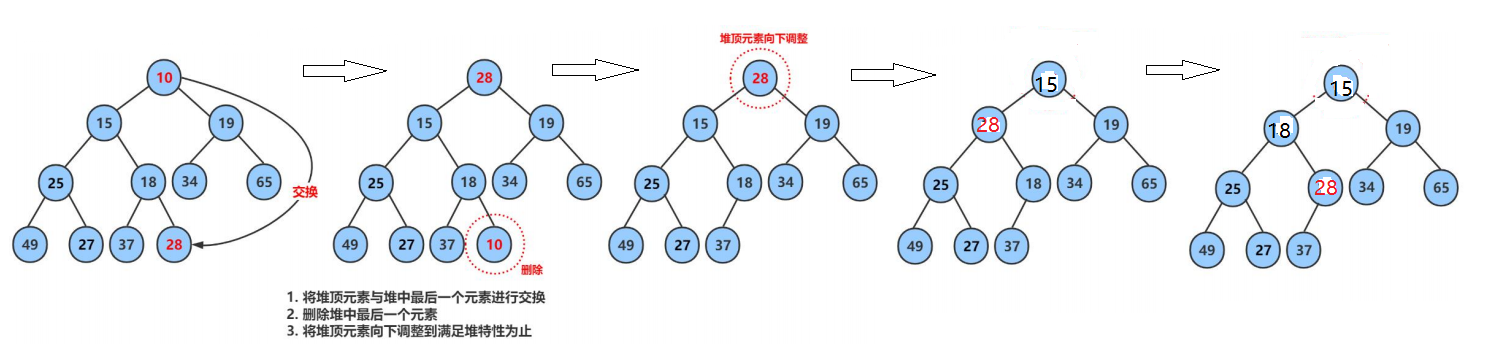 堆顶元素向下调整
10 28 28 15 15
15 19 15 19 15 19 28 19 18 19
25 18 34 65 25 18 34 65 25 18 34 65 25 18 34 65 25 28 34 65
交换
49 27 37 28 49 27 37 10 49 27 37 49 27 37 49 27 37
删除
1. 将堆顶元素与堆中最后一个元素进行交换
2. 删除堆中最后一个元素
3. 将堆顶元素向下调整到满足堆特性为止